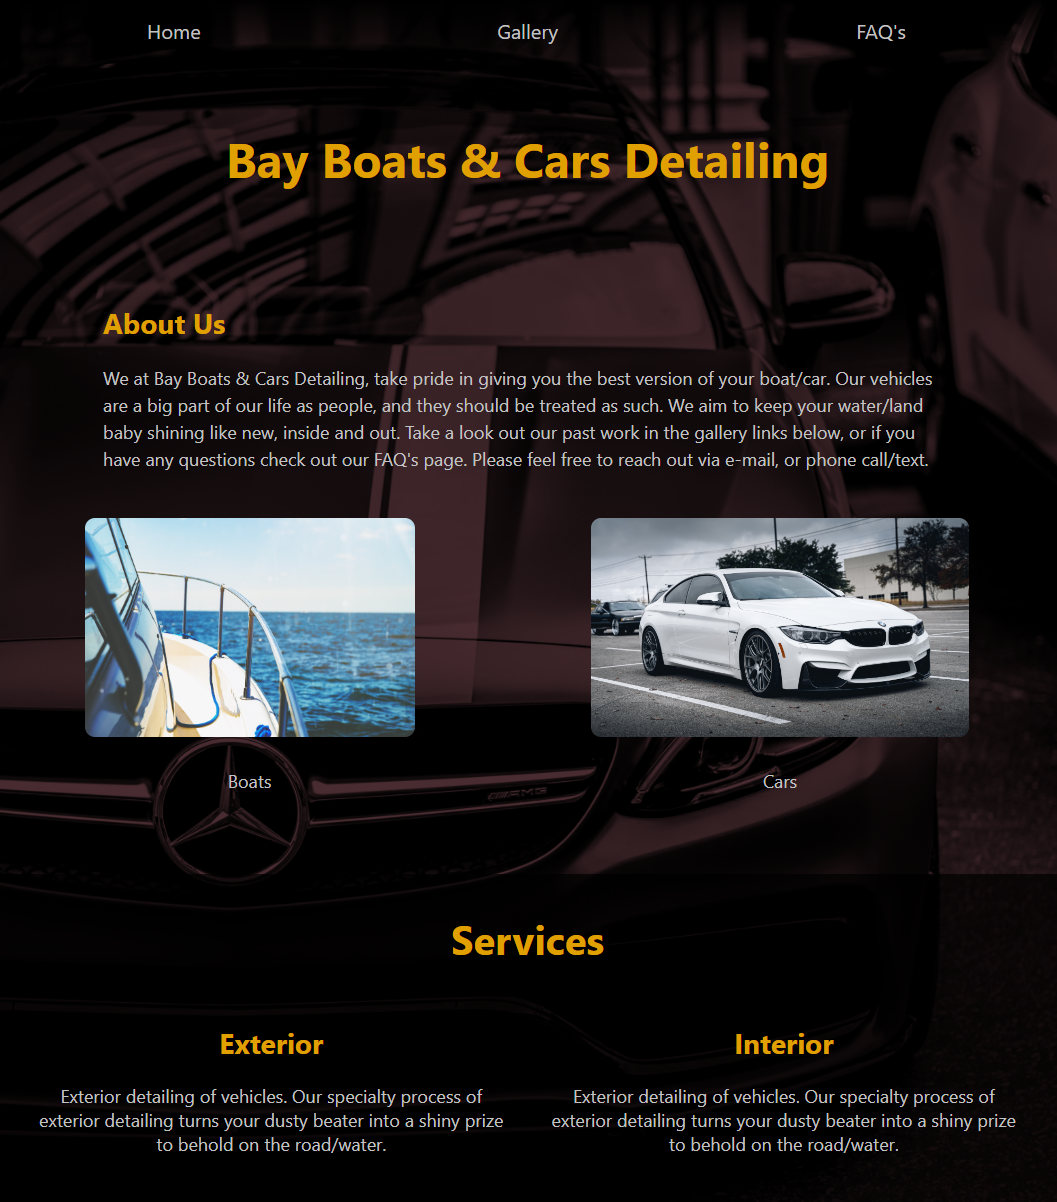 Home Gallery FAQ's
Bay Boats & Cars Detailing
About Us
We at Bay Boats & Cars Detailing, take pride in giving you the best version of your boat/car. Our vehicles
are a big part of our life as people, and they should be treated as such. We aim to keep your water/land
baby shining like new, inside and out. Take a look out our past work in the gallery links below, or if you
have any questions check out our FAQ's page. Please feel free to reach out via e-mail, or phone call/text.
Boats Cars
AMG
Services
Exterior
Exterior detailing of vehicles. Our specialty process of
exterior detailing turns your dusty beater into a shiny prize
to behold on the road/water.
Interior
Exterior detailing of vehicles. Our specialty process of
exterior detailing turns your dusty beater into a shiny prize
to behold on the road/water.